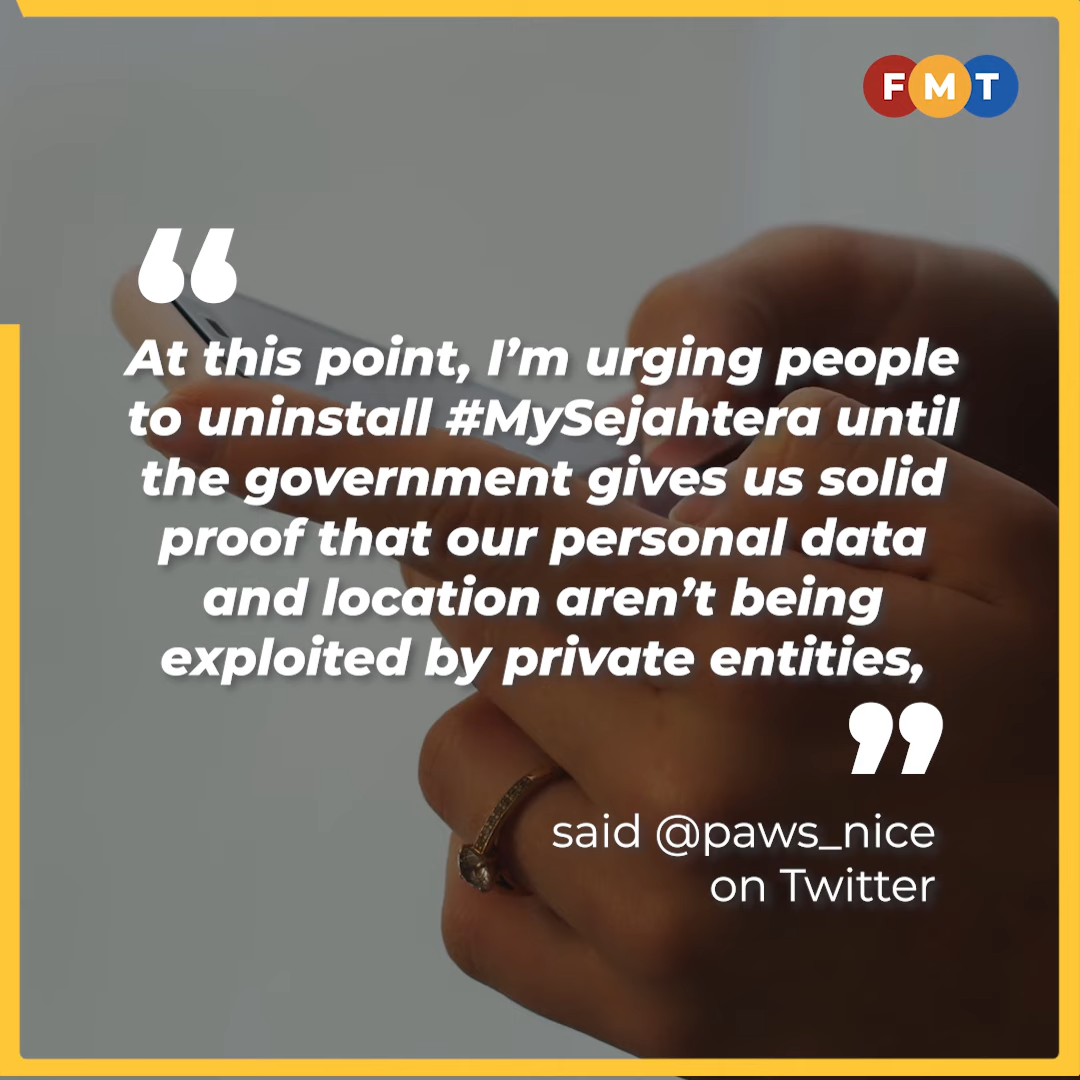 FMT
“
At this point, I’m urging people
to uninstall #MySejahtera until
the government gives us solid
proof that our personal data
and location aren’t being
exploited by private entities,
”
said @paws_nice
on Twitter